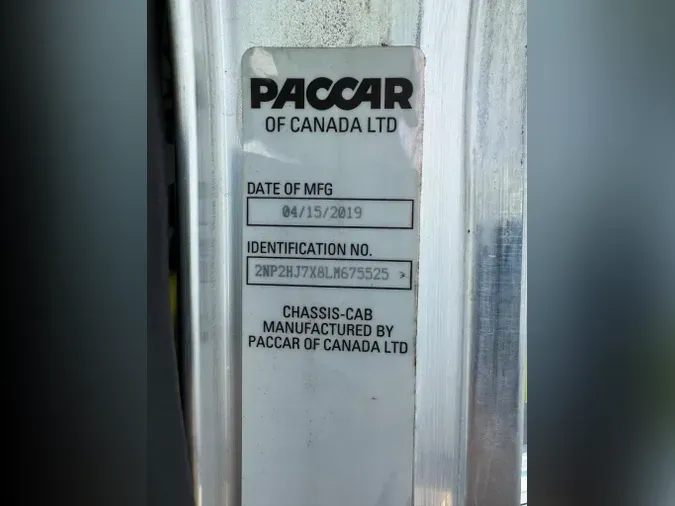 PACCAR
OF CANADA LTD
DATE OF MFG
04/15/2019
IDENTIFICATION NO.
2NP2HJ7X8LM675525 >
CHASSIS-CAB
MANUFACTURED BY
PACCAR OF CANADA LTD